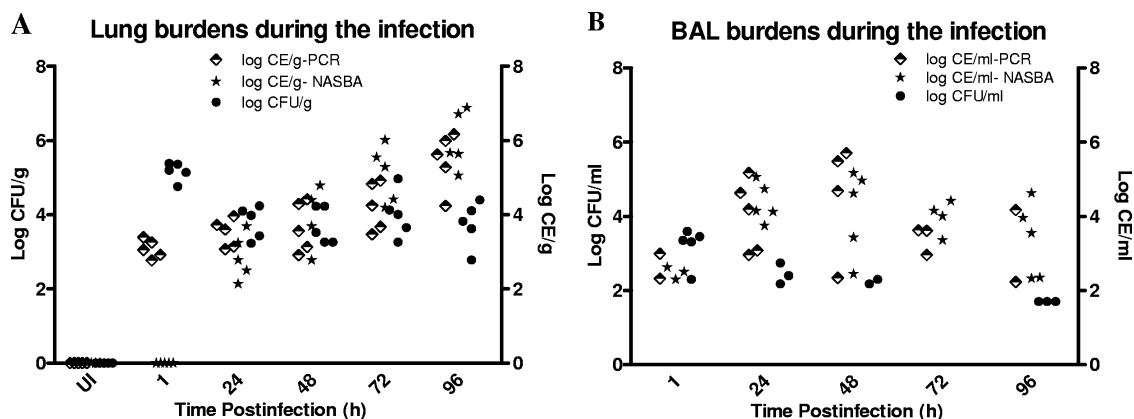 A
Lung burdens during the infection
log CE/g-PCR
log CE/g- NASBA
log CFU/g
8
6
4
2
0
Log CFU/g
8
6
4
2
0
Log CE/g
UI
1
24
48
72
96
Time Postinfection (h)
B
BAL burdens during the infection
log CE/ml-PCR
log CE/ml- NASBA
log CFU/ml
8
6
4
2
0
Log CFU/ml
8
6
4
2
0
Log CE/ml
1
24
48
72
96
Time Postinfection (h)